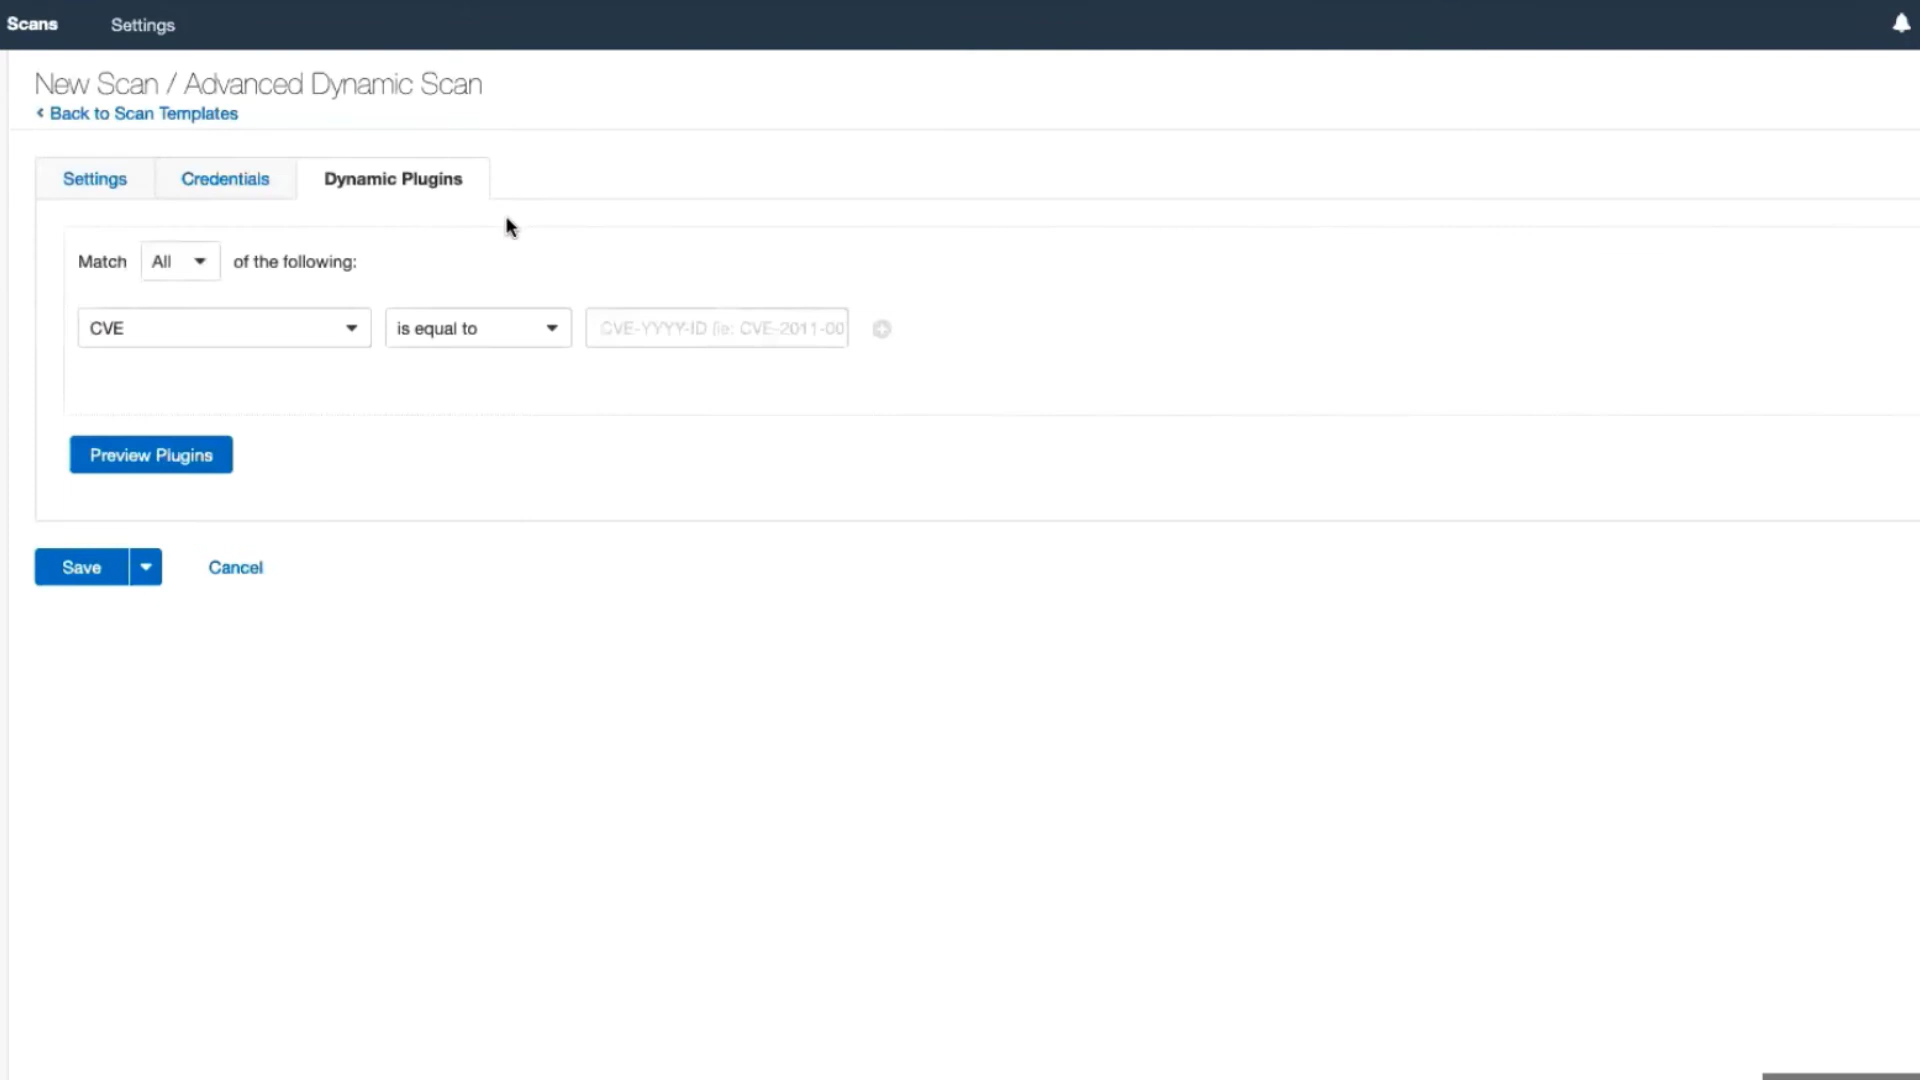 Scans Settings
New Scan / Advanced Dynamic Scan
Back to Scan Templates
Settings Credentials Dynamic Plugins
Match All of the following:
CVE is equal to CVE-YYYY-ID (ie: CVE-2011-00
Preview Plugins
Save Cancel